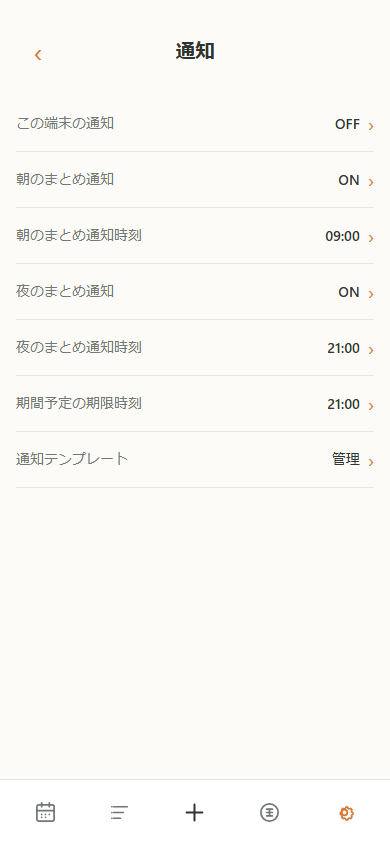 通知
この端末の通知 OFF
朝のまとめ通知 ON
朝のまとめ通知時刻 09:00
夜のまとめ通知 ON
夜のまとめ通知時刻 21:00
期間予定の期限時刻 21:00
通知テンプレート 管理